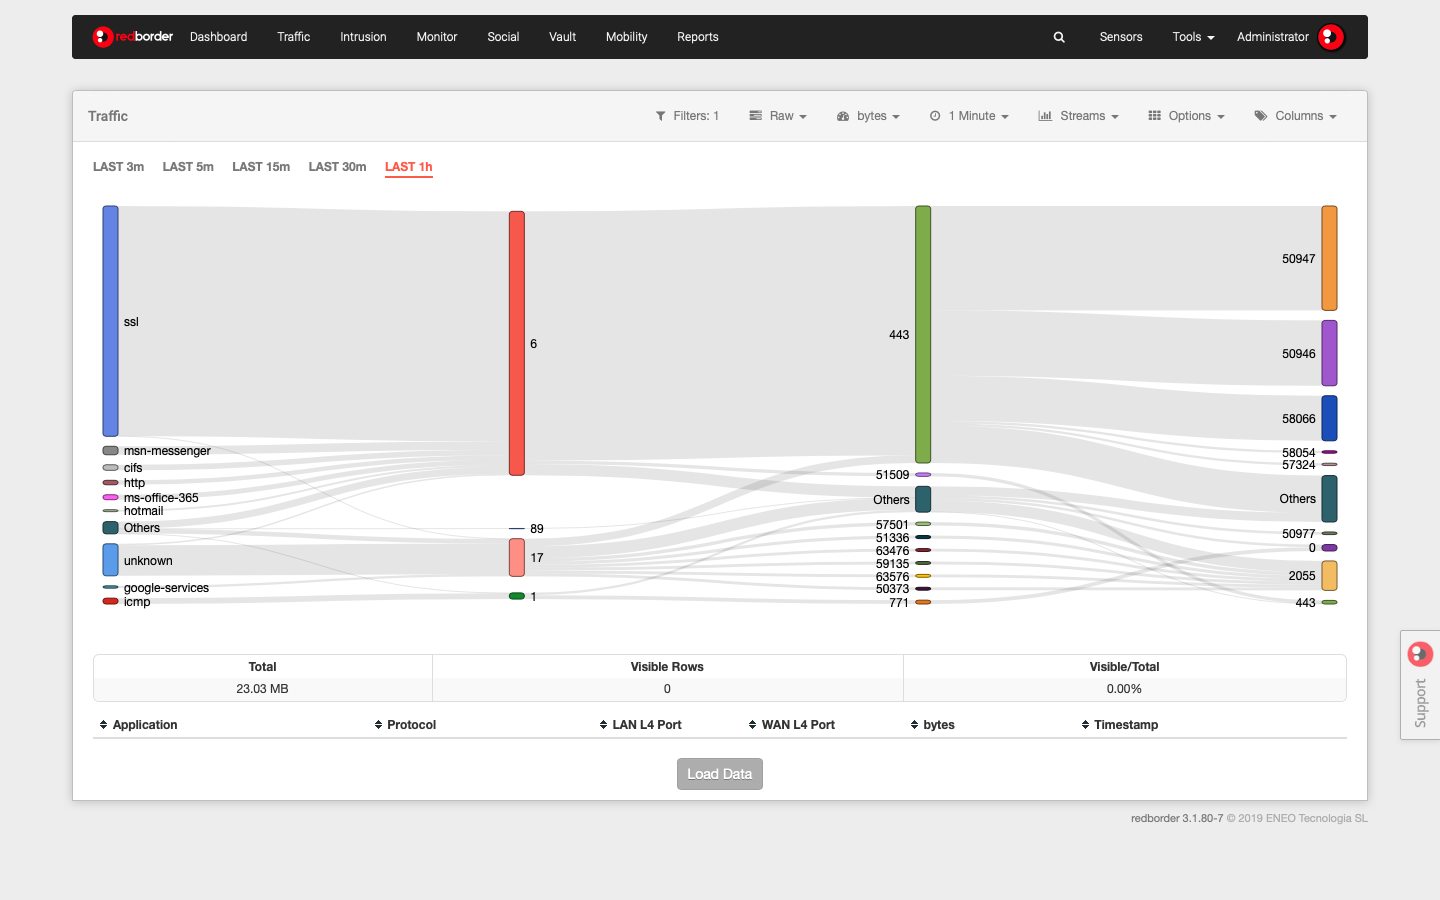 redborder Dashboard Traffic Intrusion Monitor Social Vault Mobility Reports Sensors Tools Administrator
Traffic Filters: 1 Raw bytes 1 Minute Streams Options Columns
LAST 3m LAST 5m LAST 15m LAST 30m LAST 1h
ssl
msn-messenger
cifs
http
ms-office-365
hotmail
Others
unknown
google-services
icmp
6
89
17
1
443
51509
Others
57501
51336
63476
59135
63576
50373
771
50947
50946
58066
58054
57324
Others
50977
0
2055
443
Total Visible Rows Visible/Total
23.03 MB 0 0.00%
Application Protocol LAN L4 Port WAN L4 Port bytes Timestamp
Load Data
redborder 3.1.80-7 © 2019 ENEO Tecnología SL
Support